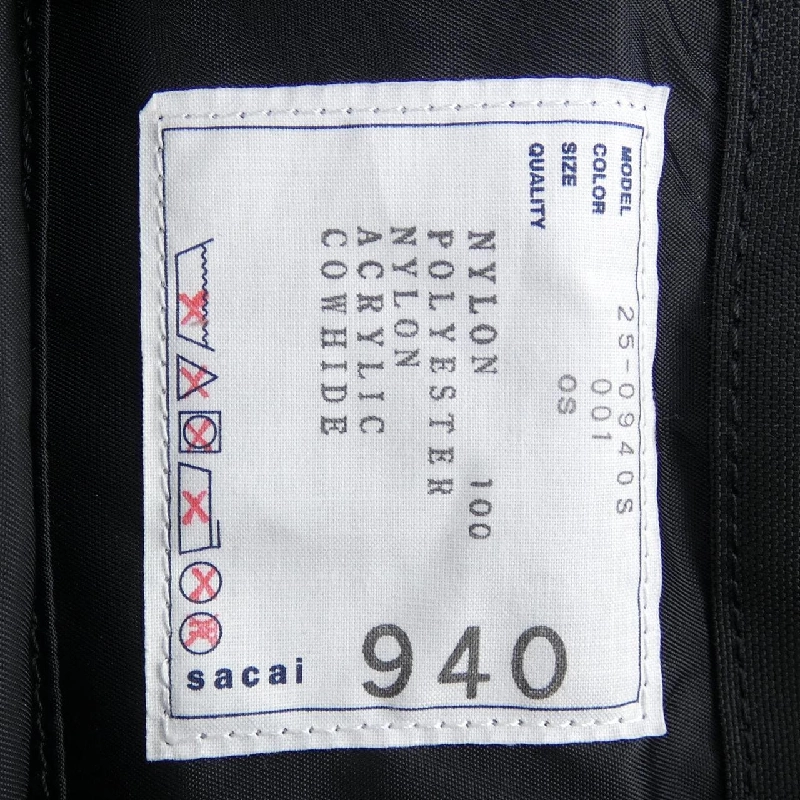 MODEL 25-0940S
COLOR 001
SIZE OS
QUALITY
NYLON 100
POLYESTER
NYLON
ACRYLIC
COWHIDE
940
sacai